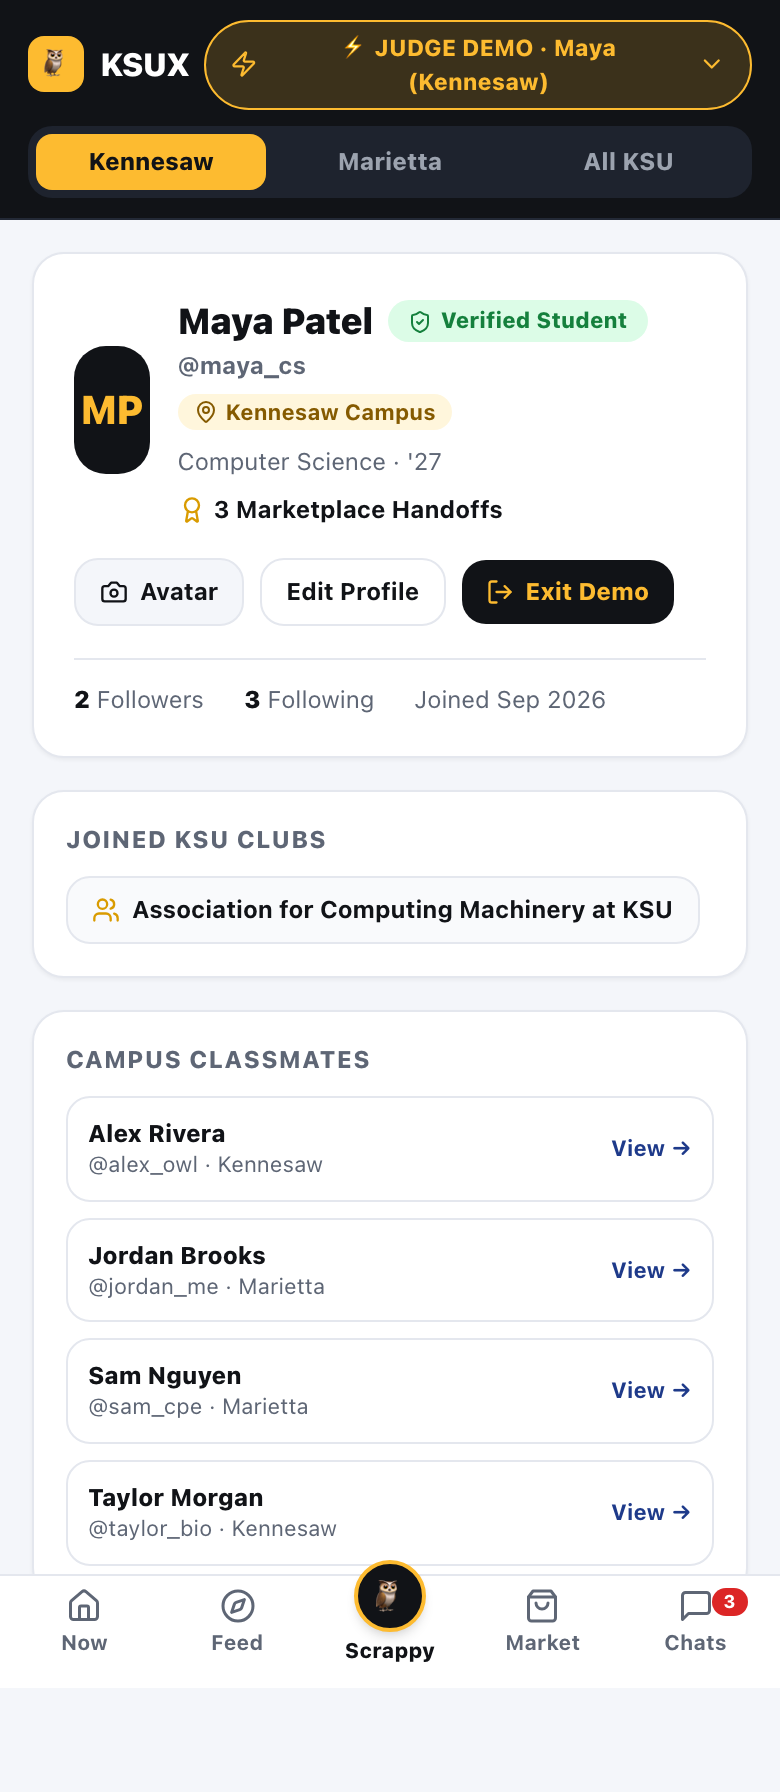 KSUX
⚡ JUDGE DEMO · Maya
(Kennesaw)
Kennesaw
Marietta
All KSU
MP
Maya Patel
Verified Student
@maya_cs
Kennesaw Campus
Computer Science · '27
3 Marketplace Handoffs
Avatar
Edit Profile
Exit Demo
2 Followers
3 Following
Joined Sep 2026
JOINED KSU CLUBS
Association for Computing Machinery at KSU
CAMPUS CLASSMATES
Alex Rivera
@alex_owl · Kennesaw
View →
Jordan Brooks
@jordan_me · Marietta
View →
Sam Nguyen
@sam_cpe · Marietta
View →
Taylor Morgan
@taylor_bio · Kennesaw
View →
Now
Feed
Scrappy
Market
3
Chats